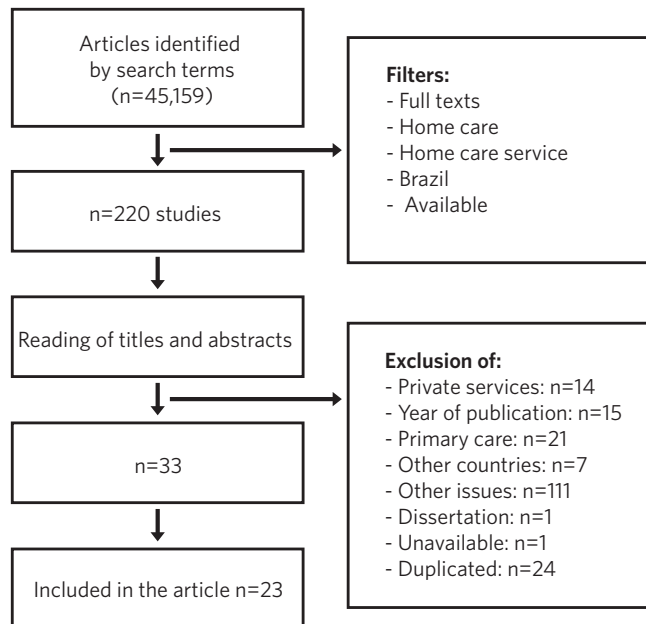 Articles identified
by search terms
(n=45,159)
Filters:
- Full texts
- Home care
- Home care service
- Brazil
- Available
n=220 studies
Reading of titles and abstracts
Exclusion of:
- Private services: n=14
- Year of publication: n=15
- Primary care: n=21
- Other countries: n=7
- Other issues: n=111
- Dissertation: n=1
- Unavailable: n=1
- Duplicated: n=24
n=33
Included in the article n=23